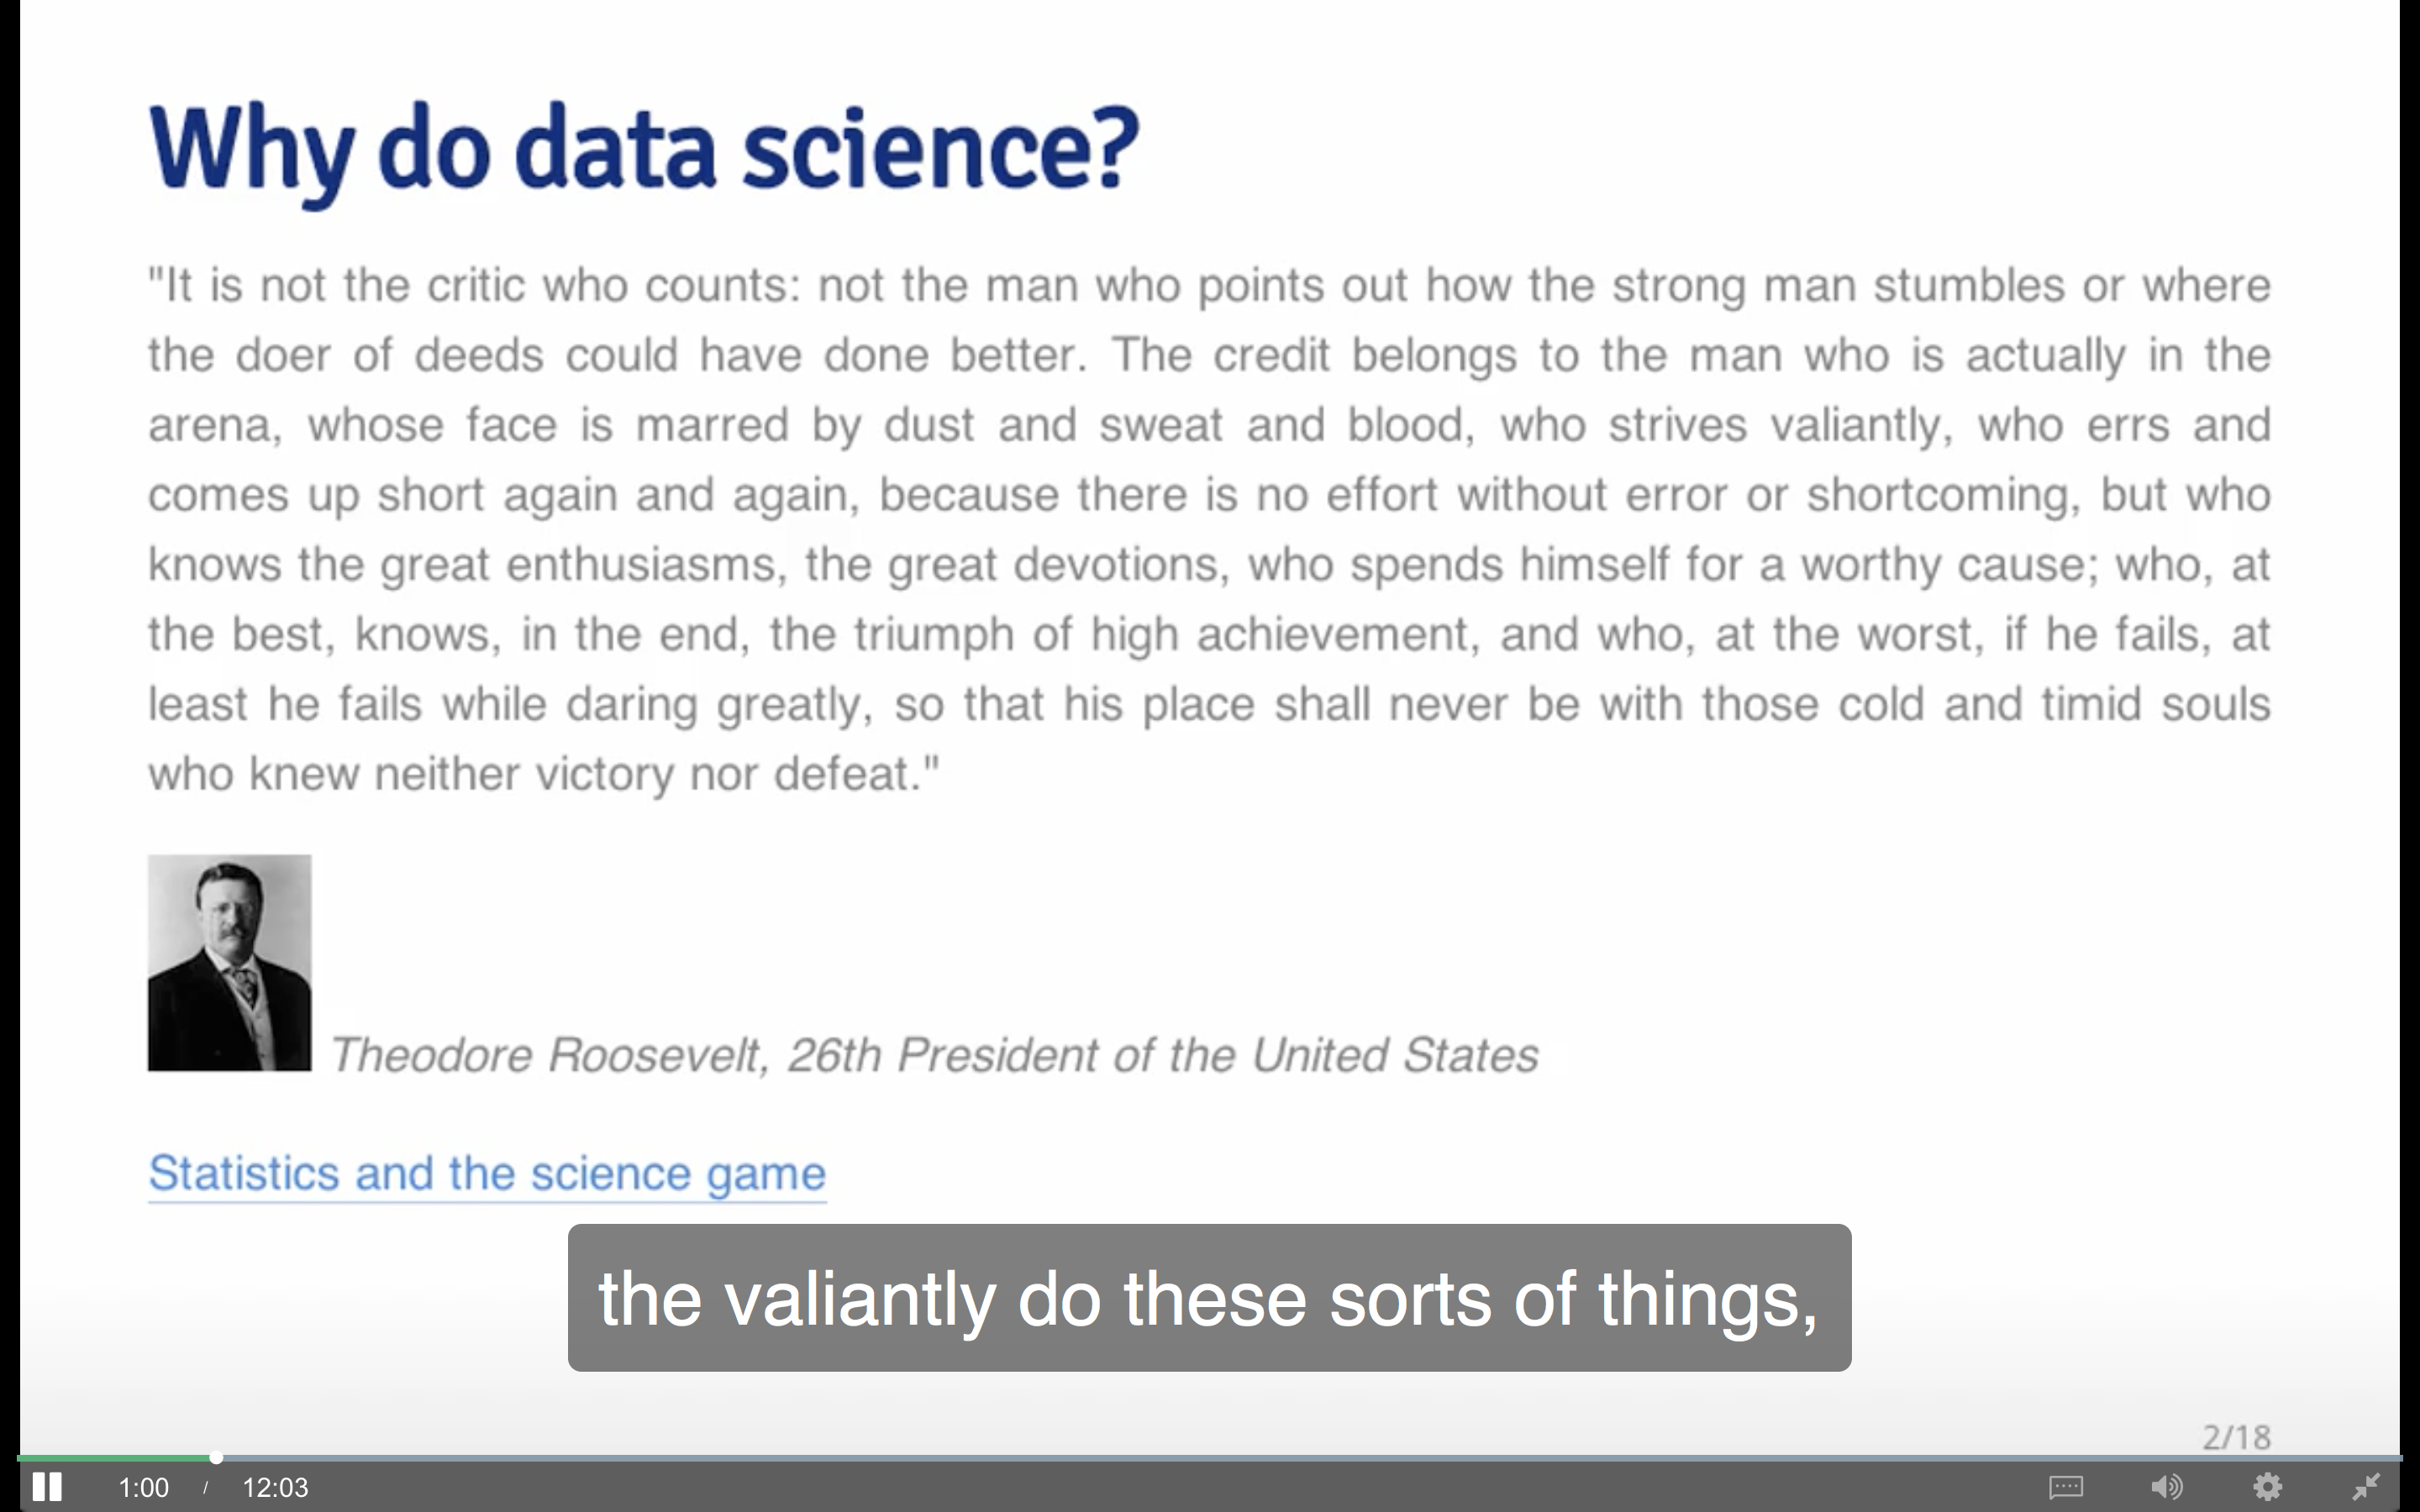 Why do data science?
"It is not the critic who counts: not the man who points out how the strong man stumbles or where
the doer of deeds could have done better. The credit belongs to the man who is actually in the
arena, whose face is marred by dust and sweat and blood, who strives valiantly, who errs and
comes up short again and again, because there is no effort without error or shortcoming, but who
knows the great enthusiasms, the great devotions, who spends himself for a worthy cause; who, at
the best, knows, in the end, the triumph of high achievement, and who, at the worst, if he fails, at
least he fails while daring greatly, so that his place shall never be with those cold and timid souls
who knew neither victory nor defeat."
Theodore Roosevelt, 26th President of the United States
Statistics and the science game
the valiantly do these sorts of things,
2/18
1:00 / 12:03